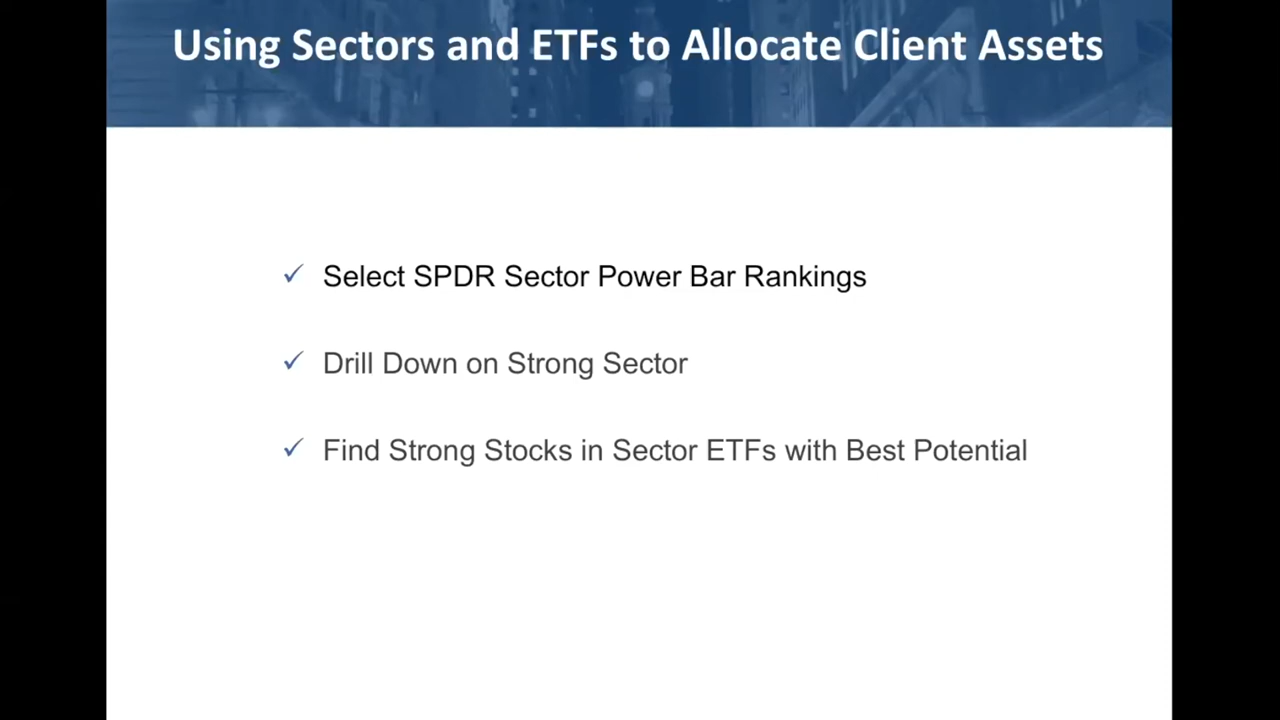 Using Sectors and ETFs to Allocate Client Assets
✓ Select SPDR Sector Power Bar Rankings
✓ Drill Down on Strong Sector
✓ Find Strong Stocks in Sector ETFs with Best Potential